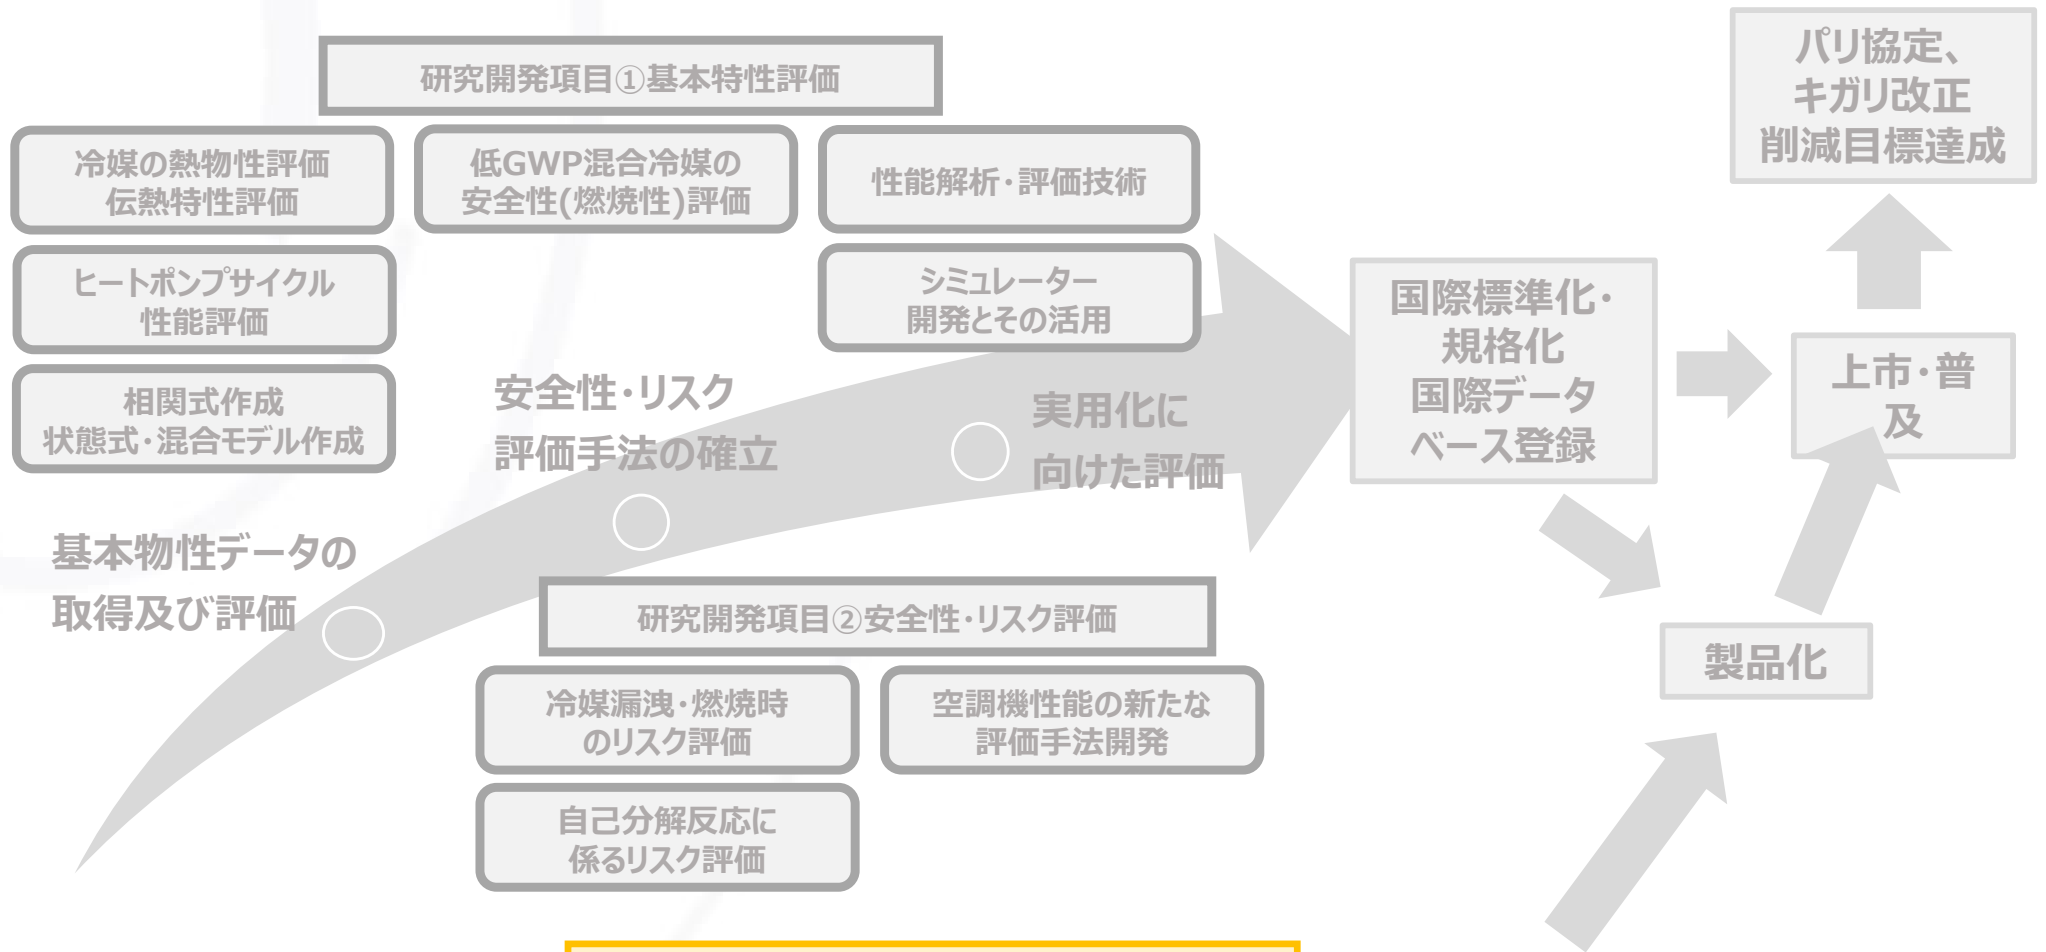 研究開発項目①基本特性評価
冷媒の熱物性評価
伝熱特性評価
低GWP混合冷媒の
安全性(燃焼性)評価
性能解析･評価技術
ヒートポンプサイクル
性能評価
シミュレーター
開発とその活用
相関式作成
状態式･混合モデル作成
基本物性データの
取得及び評価
安全性･リスク
評価手法の確立
実用化に
向けた評価
研究開発項目②安全性･リスク評価
冷媒漏洩･燃焼時
のリスク評価
空調機性能の新たな
評価手法開発
自己分解反応に
係るリスク評価
国際標準化･
規格化
国際データ
ベース登録
製品化
上市･普
及
パリ協定、
キガリ改正
削減目標達成